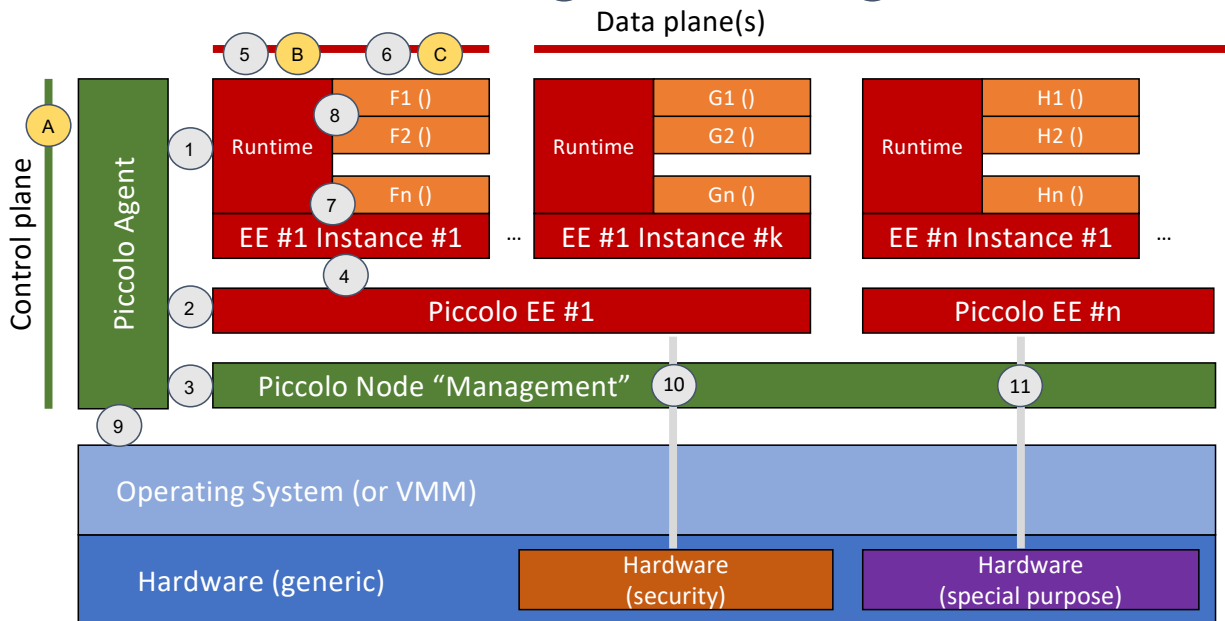 Data plane(s)
5
B
6
C
Control plane
A
Piccolo Agent
1
Runtime
8
F1 ()
F2 ()
7
Fn ()
EE #1 Instance #1
...
Runtime
G1 ()
G2 ()
Gn ()
EE #1 Instance #k
Runtime
H1 ()
H2 ()
Hn ()
EE #n Instance #1
...
4
2
Piccolo EE #1
Piccolo EE #n
3
Piccolo Node “Management”
10
11
9
Operating System (or VMM)
Hardware (generic)
Hardware
(security)
Hardware
(special purpose)